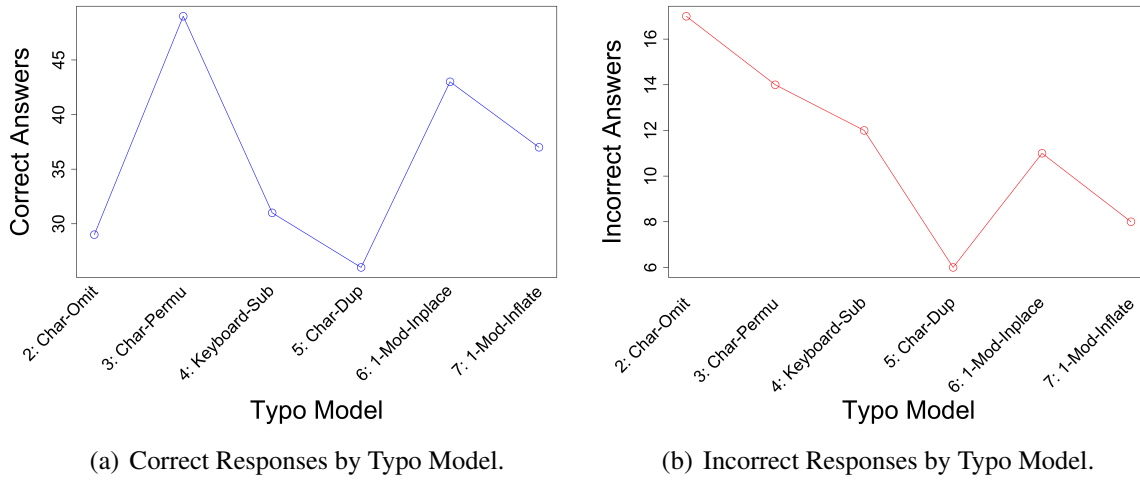 Correct Answers
45
40
35
30
2: Char-Omit
3: Char-Permu
4: Keyboard-Sub
5: Char-Dup
6: 1-Mod-Inplace
7: 1-Mod-Inflate
Typo Model
(a) Correct Responses by Typo Model.
Incorrect Answers
16
14
12
10
8
6
2: Char-Omit
3: Char-Permu
4: Keyboard-Sub
5: Char-Dup
6: 1-Mod-Inplace
7: 1-Mod-Inflate
Typo Model
(b) Incorrect Responses by Typo Model.